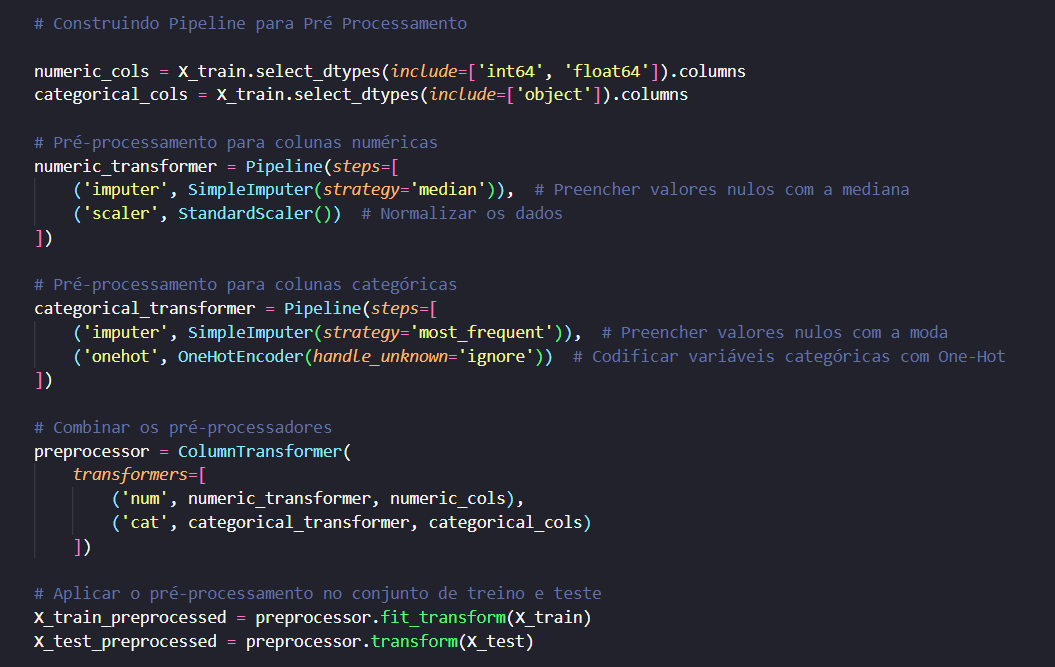 # Construindo Pipeline para Pré Processamento
numeric_cols = X_train.select_dtypes(include=['int64', 'float64']).columns
categorical_cols = X_train.select_dtypes(include=['object']).columns
# Pré-processamento para colunas numéricas
numeric_transformer = Pipeline(steps=[
    ('imputer', SimpleImputer(strategy='median')),  # Preencher valores nulos com a mediana
    ('scaler', StandardScaler())  # Normalizar os dados
])
# Pré-processamento para colunas categóricas
categorical_transformer = Pipeline(steps=[
    ('imputer', SimpleImputer(strategy='most_frequent')),  # Preencher valores nulos com a moda
    ('onehot', OneHotEncoder(handle_unknown='ignore'))  # Codificar variáveis categóricas com One-Hot
])
# Combinar os pré-processadores
preprocessor = ColumnTransformer(
    transformers=[
        ('num', numeric_transformer, numeric_cols),
        ('cat', categorical_transformer, categorical_cols)
    ])
# Aplicar o pré-processamento no conjunto de treino e teste
X_train_preprocessed = preprocessor.fit_transform(X_train)
X_test_preprocessed = preprocessor.transform(X_test)